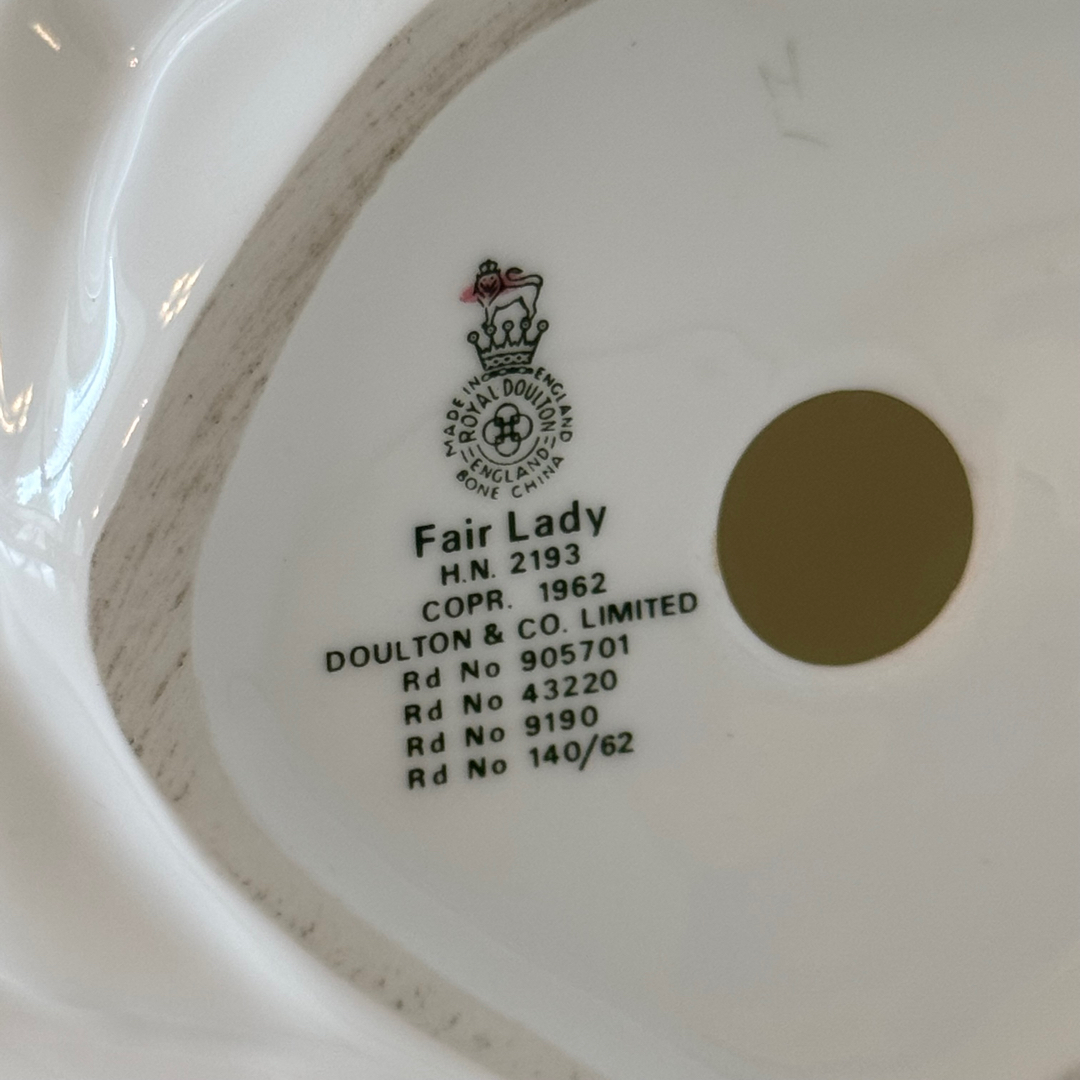 MADE IN ENGLAND
ROYAL DOULTON
ENGLAND
BONE CHINA
Fair Lady
H.N. 2193
COPR. 1962
DOULTON & CO. LIMITED
Rd No 905701
Rd No 43220
Rd No 9190
Rd No 140/62